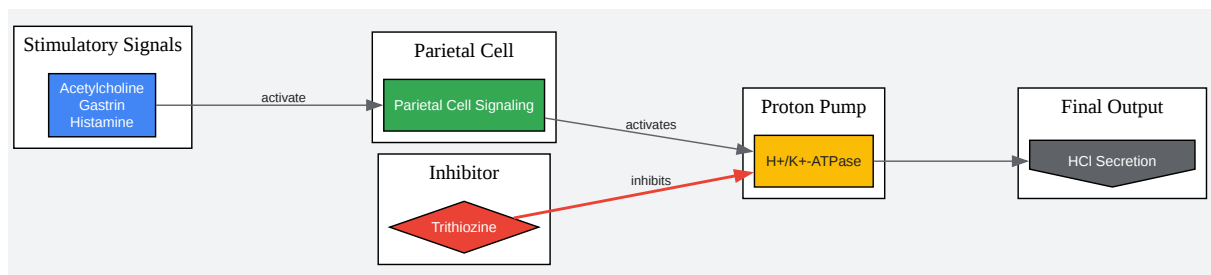 Stimulatory Signals
Acetylcholine
Gastrin
Histamine
activate
Parietal Cell
Parietal Cell Signaling
activates
Inhibitor
Trithiozine
inhibits
Proton Pump
H+/K+-ATPase
Final Output
HCl Secretion